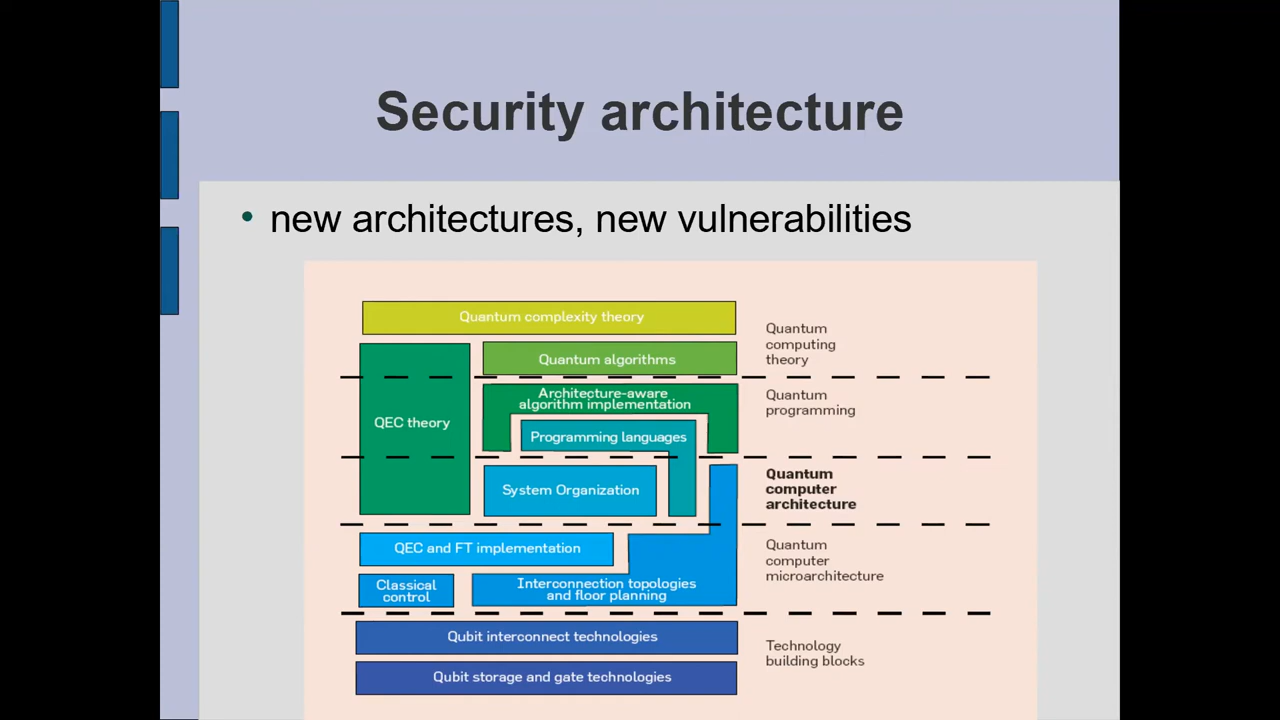 Security architecture
• new architectures, new vulnerabilities
Quantum complexity theory
Quantum
computing
theory
Quantum algorithms
Architecture-aware
algorithm implementation
Quantum
programming
QEC theory
Programming languages
System Organization
Quantum
computer
architecture
QEC and FT implementation
Quantum
computer
microarchitecture
Classical
control
Interconnection topologies
and floor planning
Qubit interconnect technologies
Technology
building blocks
Qubit storage and gate technologies